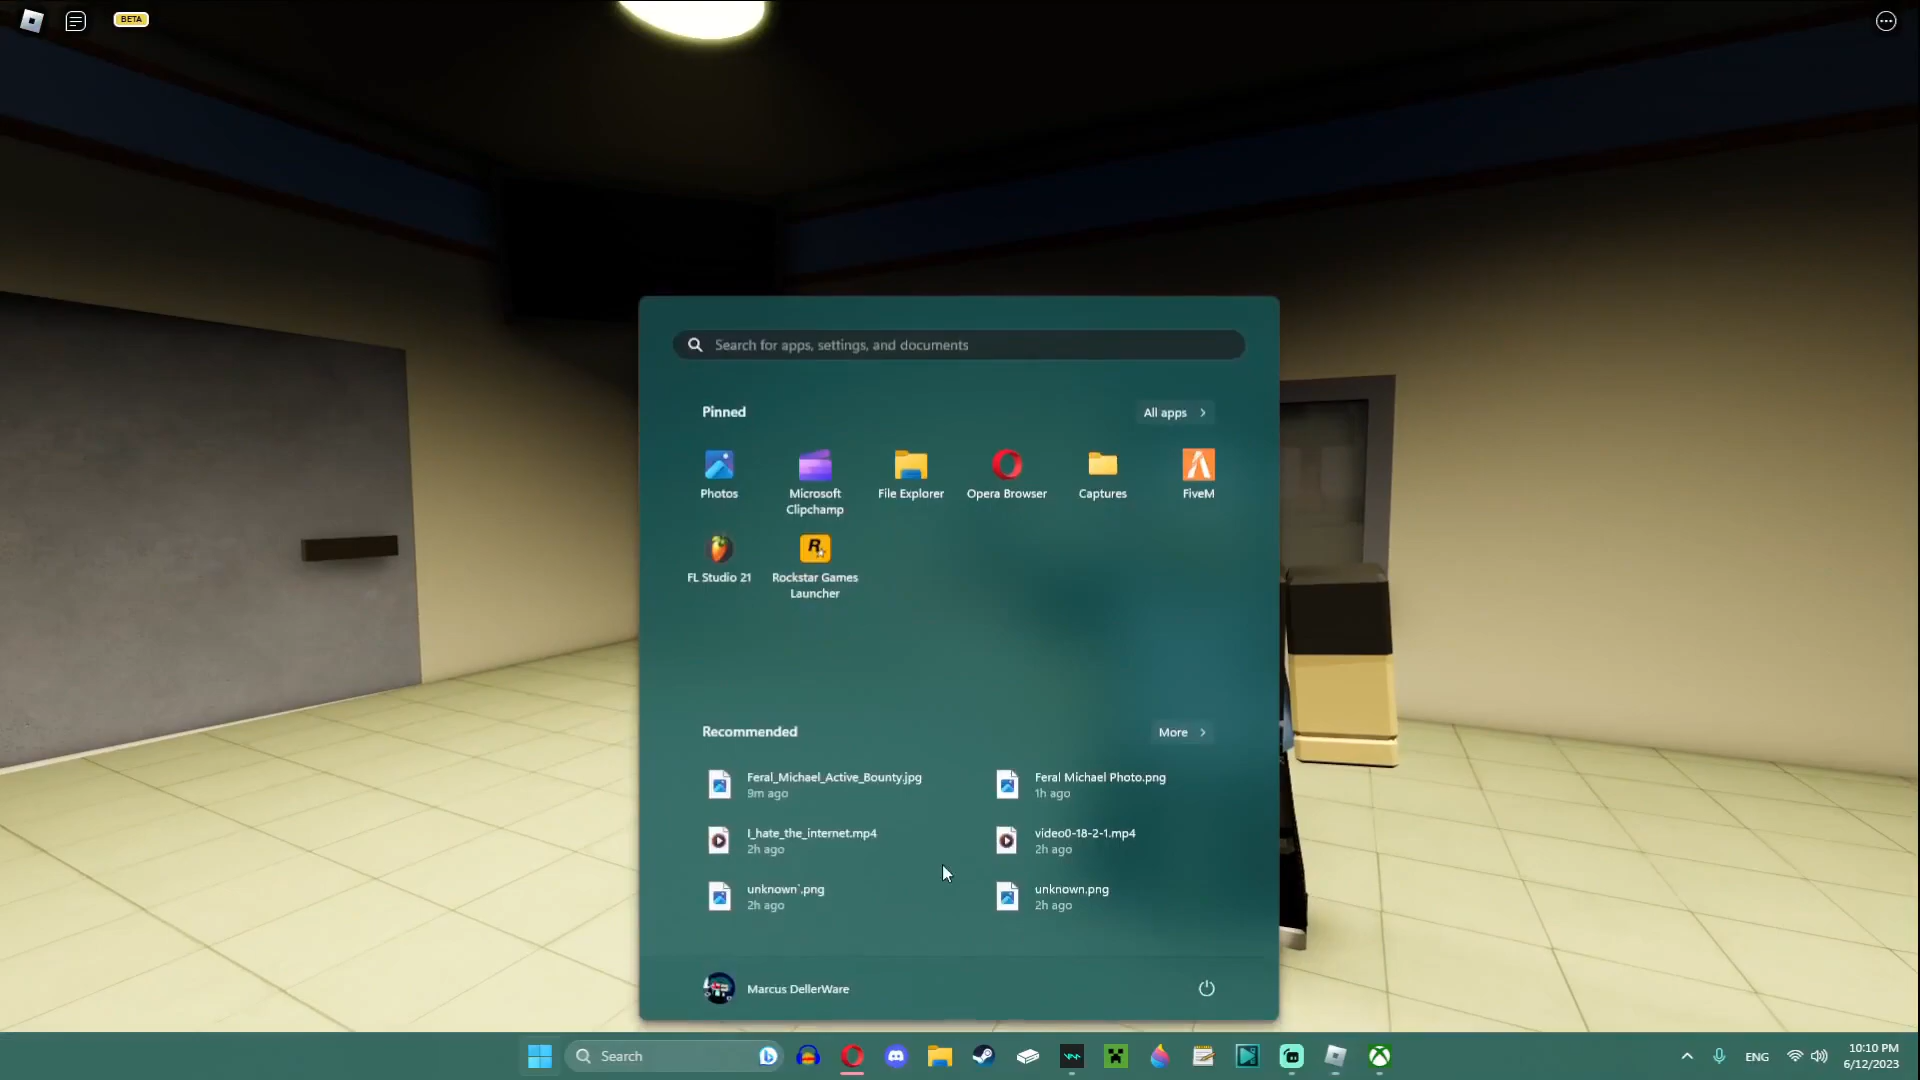 BETA
Search for apps, settings, and documents
Pinned
All apps
Photos
Microsoft
Clipchamp
File Explorer
Opera Browser
Captures
FiveM
FL Studio 21
Rockstar Games
Launcher
Recommended
More
Feral_Michael_Active_Bounty.jpg
9m ago
Feral Michael Photo.png
1h ago
I_hate_the_internet.mp4
2h ago
video0-18-2-1.mp4
2h ago
unknown`.png
2h ago
unknown.png
2h ago
Marcus DellerWare
Search
ENG
10:10 PM
6/12/2023